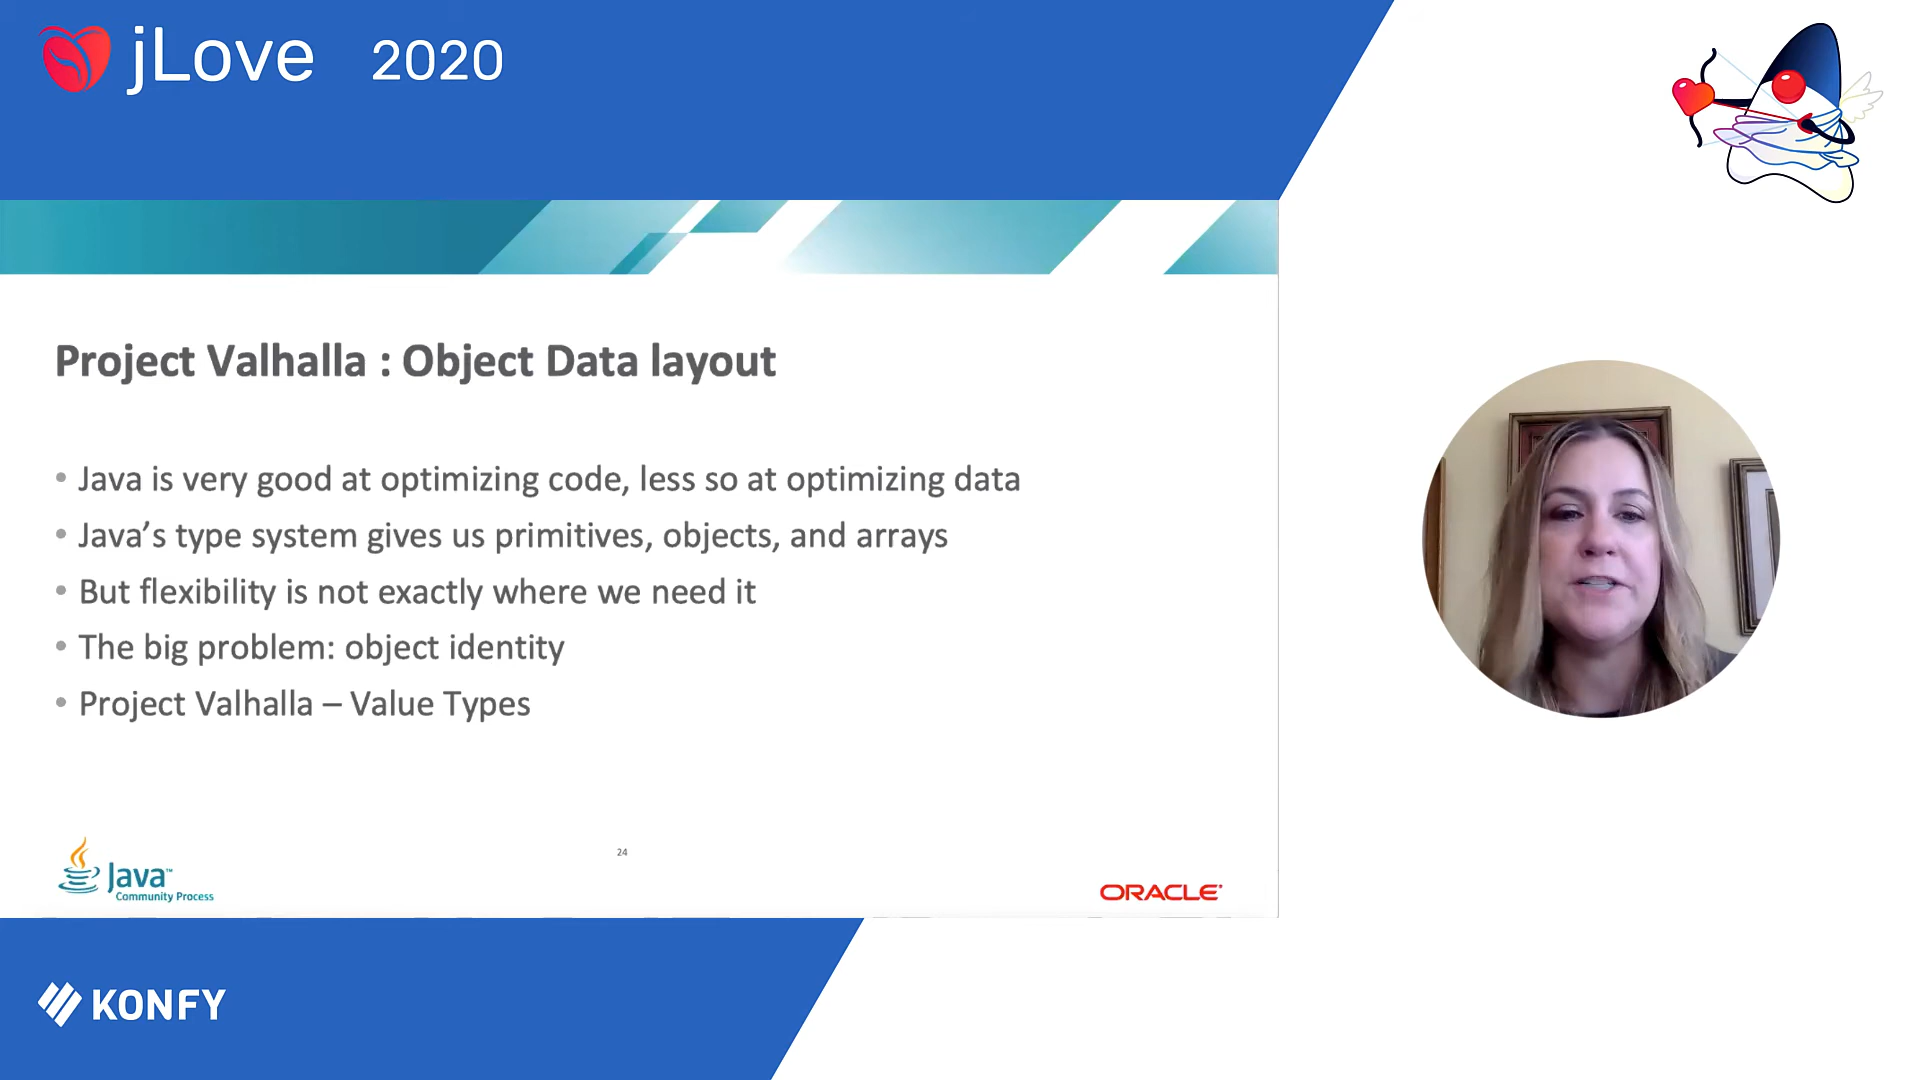 jLove 2020
Project Valhalla : Object Data layout
• Java is very good at optimizing code, less so at optimizing data
• Java’s type system gives us primitives, objects, and arrays
• But flexibility is not exactly where we need it
• The big problem: object identity
• Project Valhalla – Value Types
24
Java™
Community Process
ORACLE
KONFY